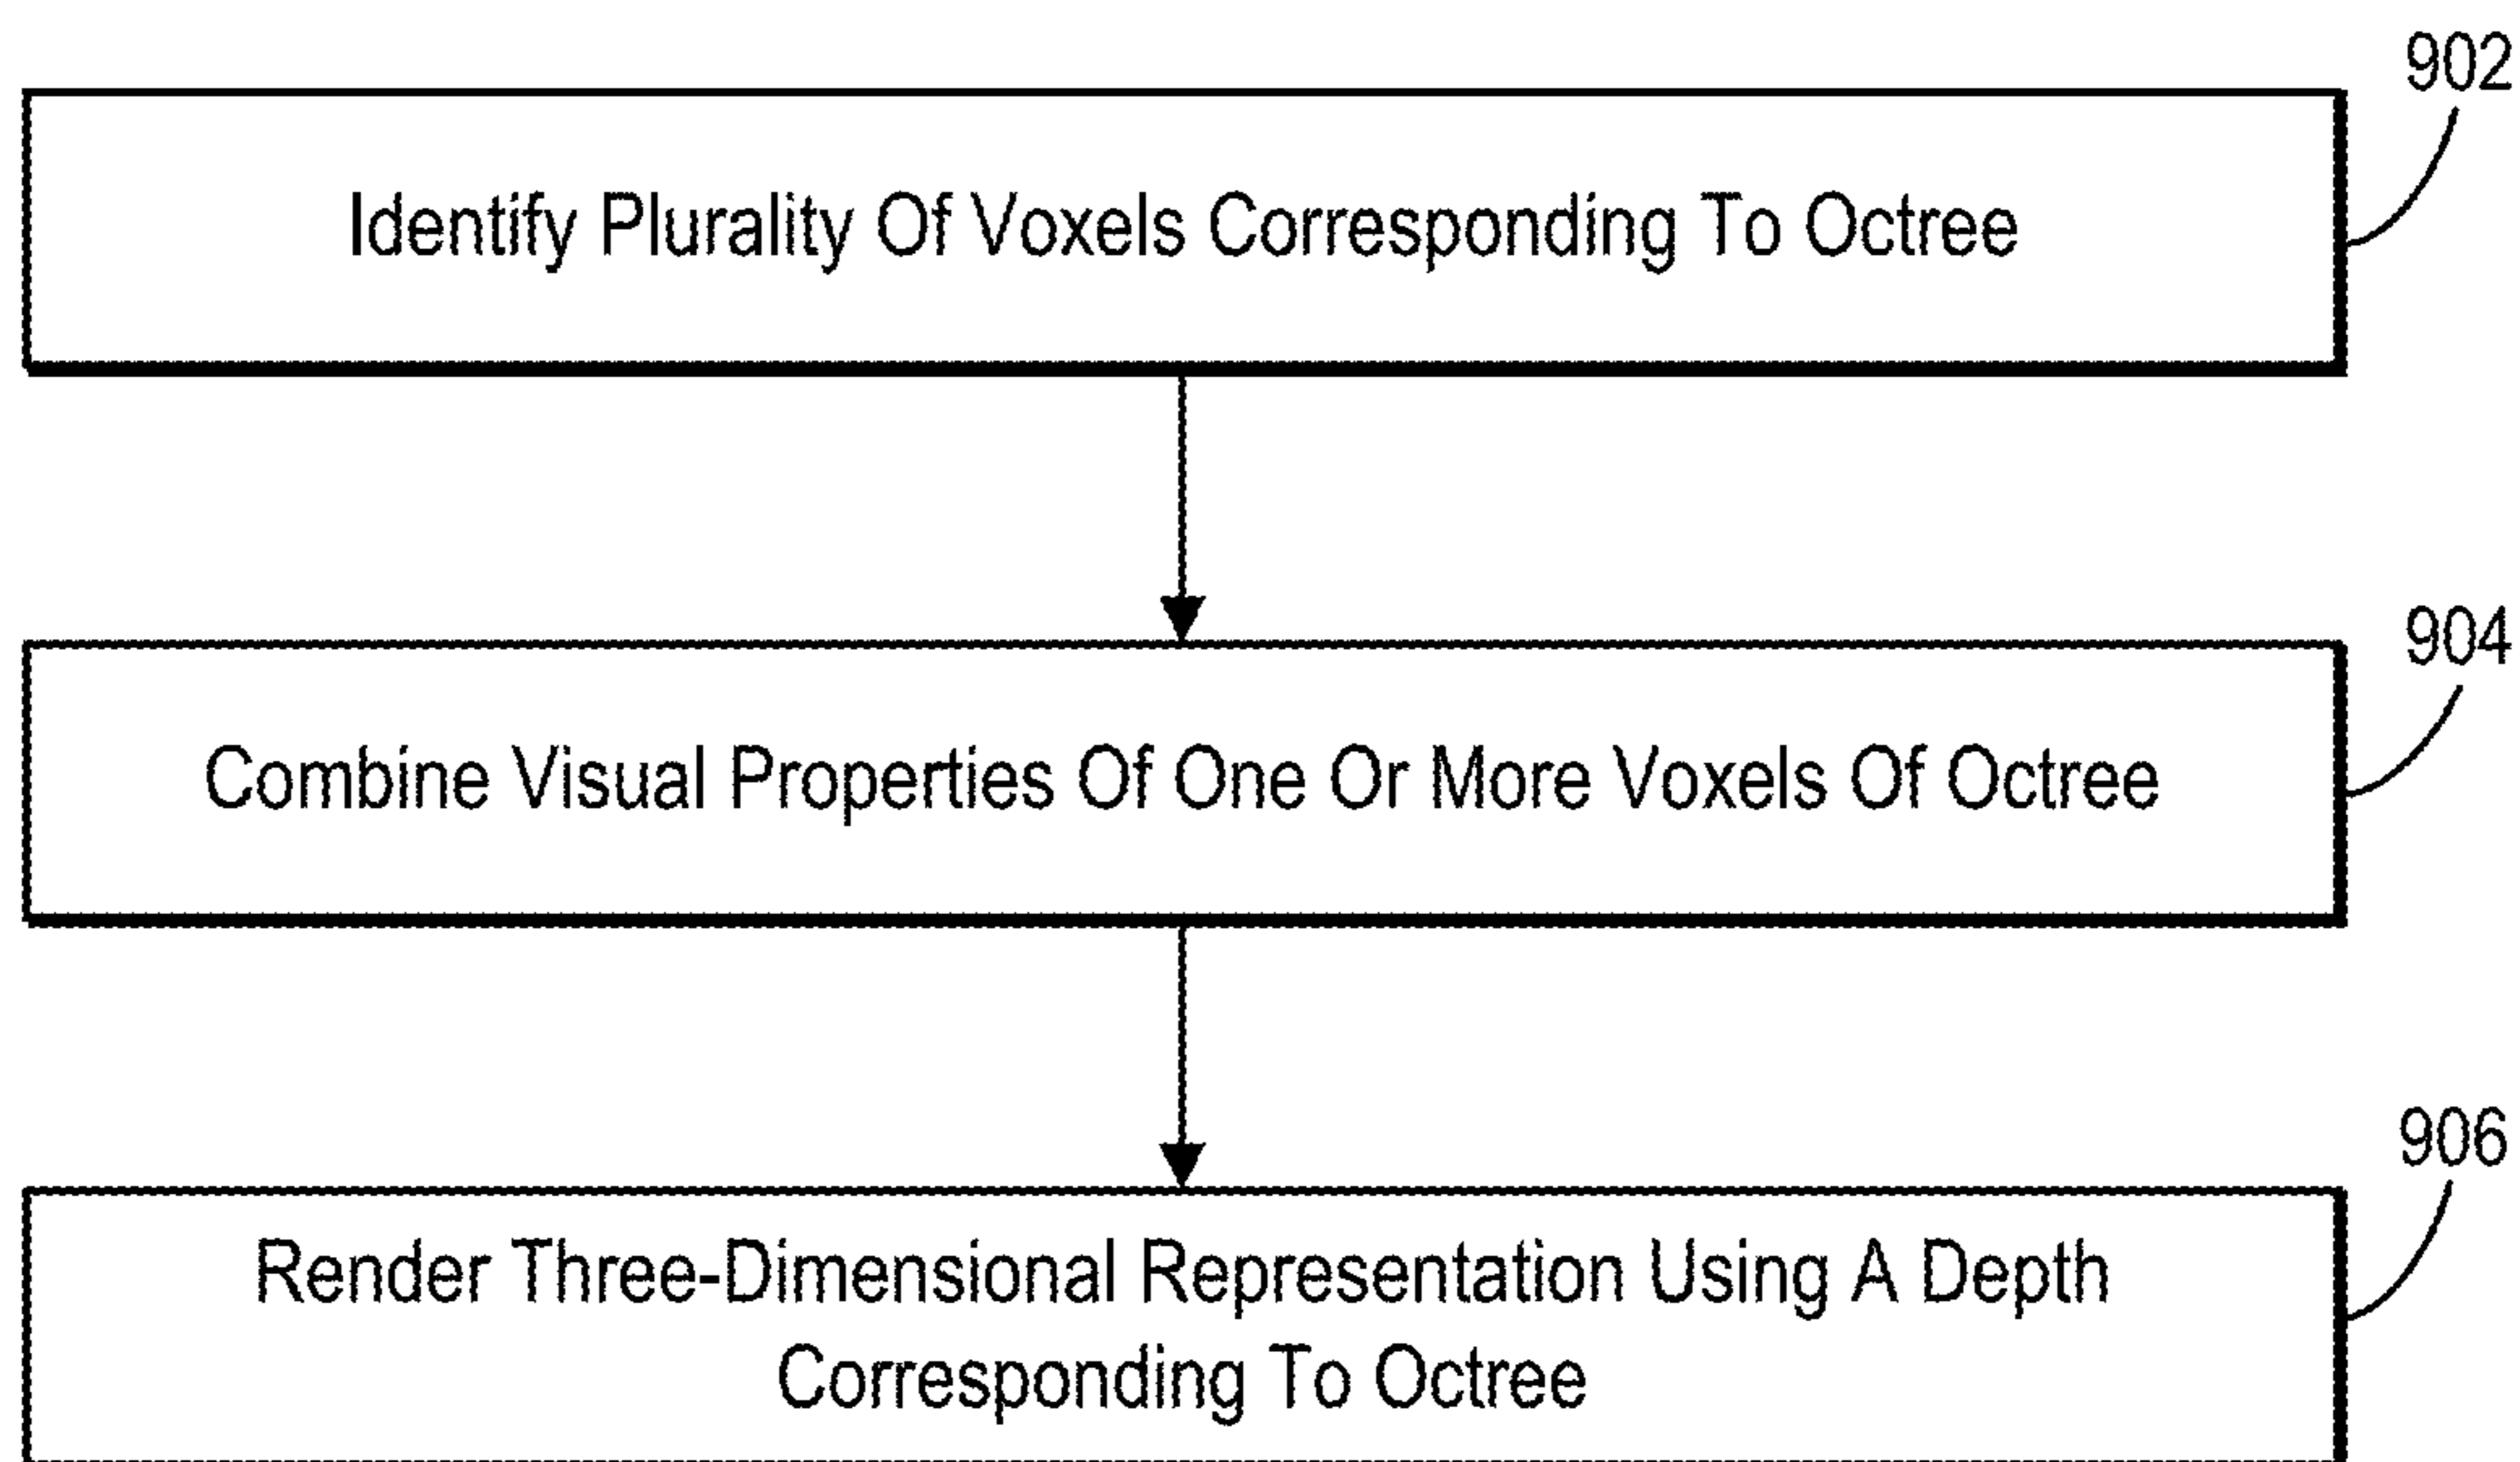 902
Identify Plurality Of Voxels Corresponding To Octree
904
Combine Visual Properties Of One Or More Voxels Of Octree
906
Render Three-Dimensional Representation Using A Depth
Corresponding To Octree